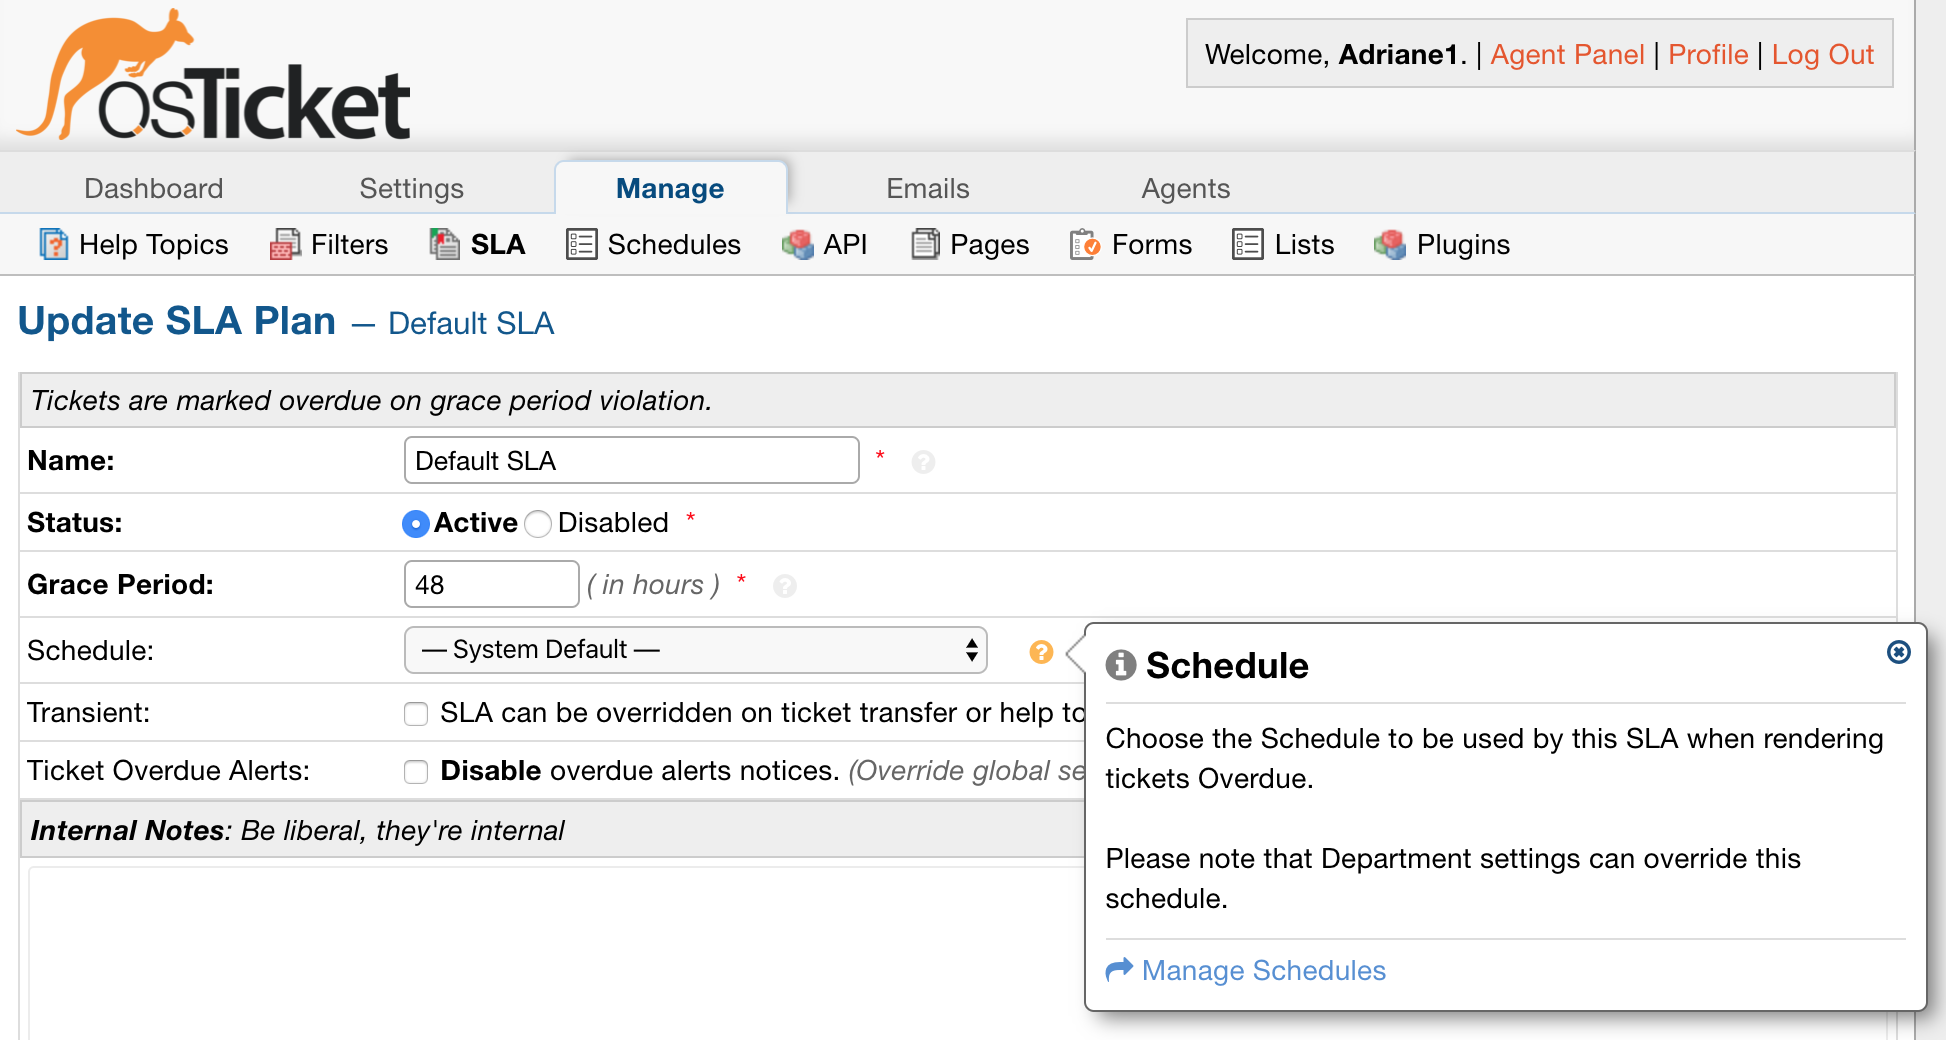 osTicket
Welcome, Adriane1. | Agent Panel | Profile | Log Out
Dashboard Settings Manage Emails Agents
Help Topics Filters SLA Schedules API Pages Forms Lists Plugins
Update SLA Plan — Default SLA
Tickets are marked overdue on grace period violation.
Name: Default SLA * ?
Status: Active Disabled *
Grace Period: 48 ( in hours ) * ?
Schedule: — System Default — ?
Transient: SLA can be overridden on ticket transfer or help to
Ticket Overdue Alerts: Disable overdue alerts notices. (Override global se
Internal Notes: Be liberal, they're internal
Schedule
Choose the Schedule to be used by this SLA when rendering
tickets Overdue.
Please note that Department settings can override this
schedule.
Manage Schedules